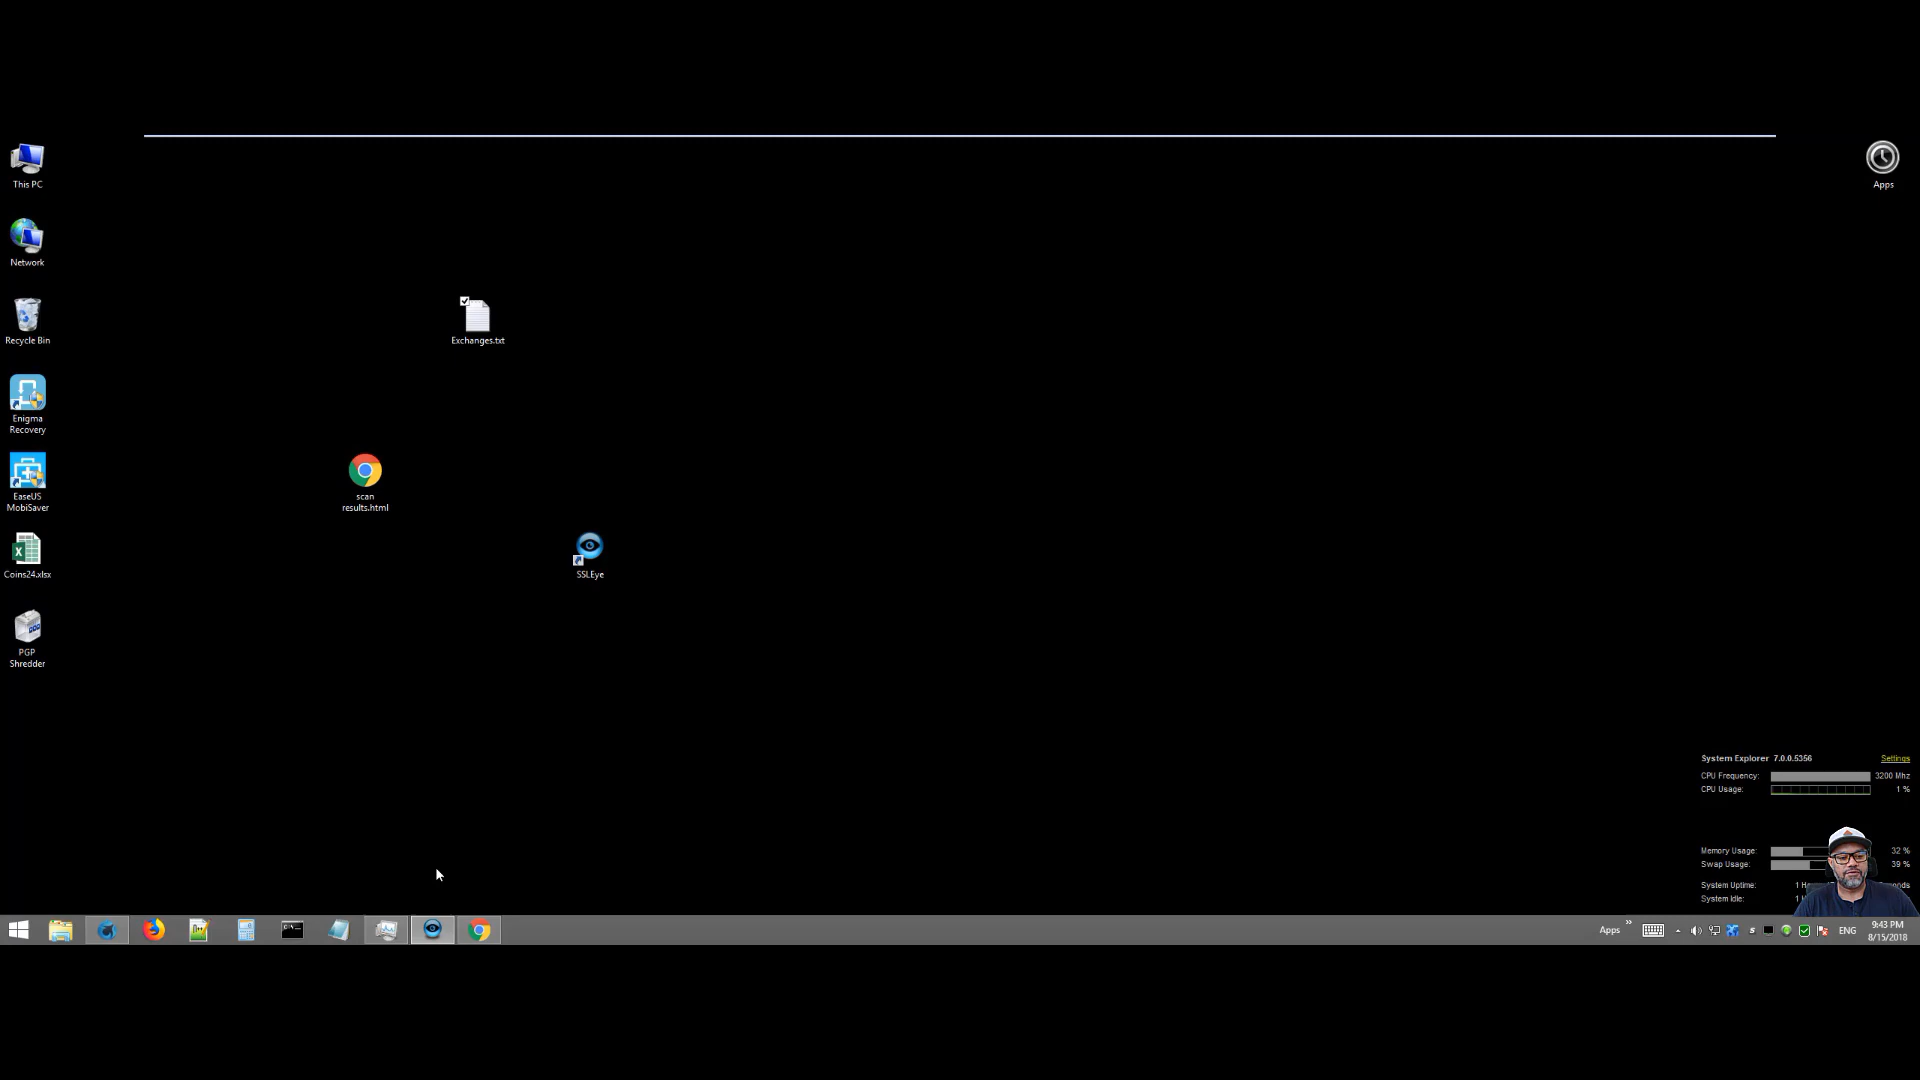 This PC
Apps
Network
Exchanges.txt
Recycle Bin
Enigma
Recovery
scan
results.html
EaseUS
MobiSaver
Coins24.xlsx
SSLEye
PGP
Shredder
System Explorer 7.0.0.5356 Settings
CPU Frequency: 3200 Mhz
CPU Usage: 1 %
Memory Usage: 32 %
Swap Usage: 39 %
System Uptime: 1
System Idle: 1
Apps
ENG
9:43 PM
8/15/2018